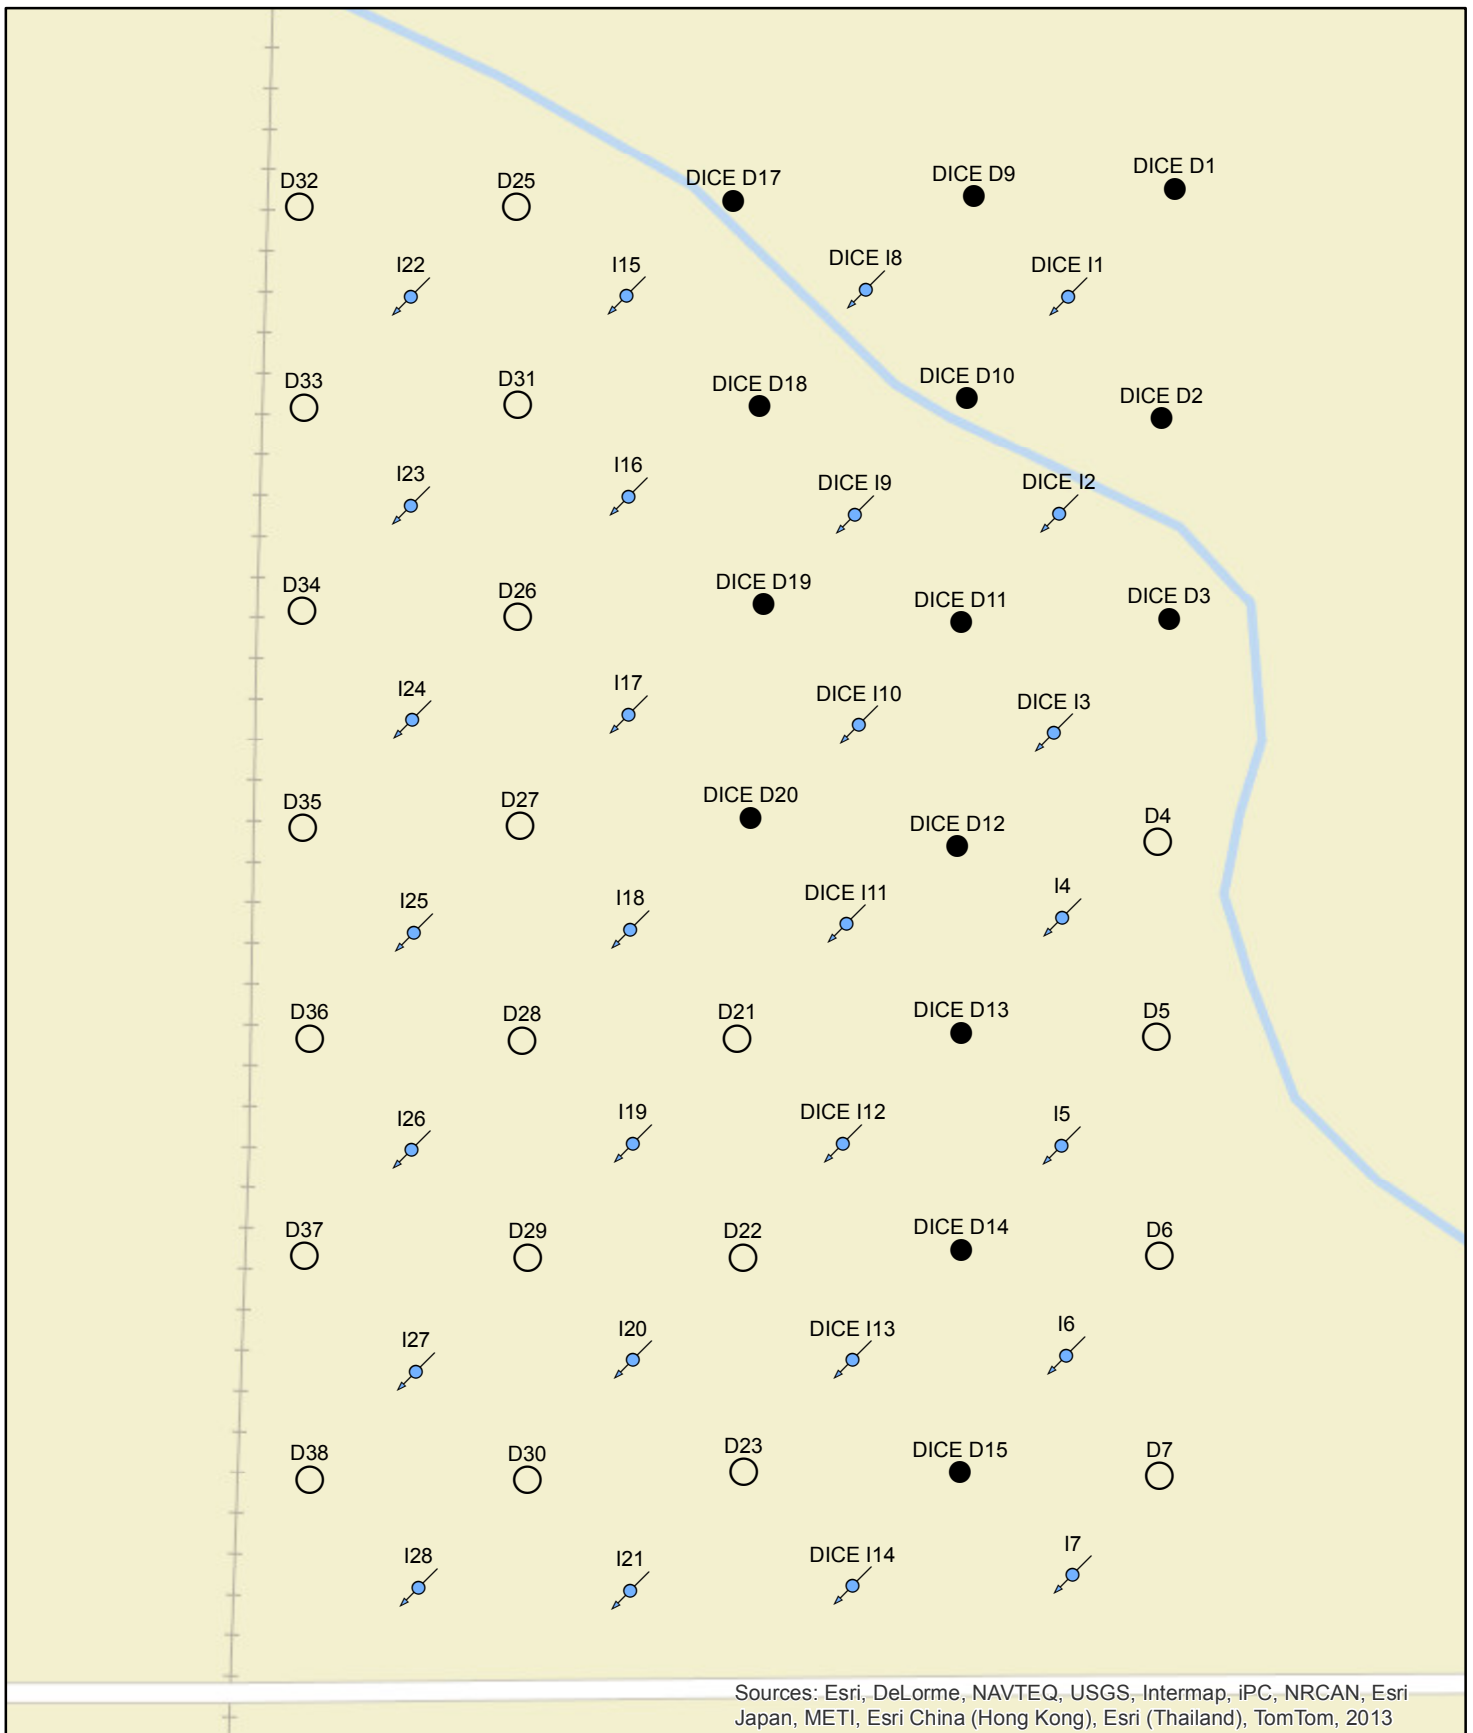 DICE D1
DICE D9
DICE D17
D32
D25
DICE I8
I22
I15
DICE I1
DICE D10
D33
D31
DICE D18
DICE D2
I23
I16
DICE I9
DICE I2
D34
D26
DICE D19
DICE D11
DICE D3
I24
I17
DICE I10
DICE I3
D35
D27
DICE D20
DICE D12
D4
I25
I18
DICE I11
I4
D36
D28
D21
DICE D13
D5
I26
I19
DICE I12
I5
D37
D29
D22
DICE D14
D6
I27
I20
DICE I13
I6
D38
D30
D23
DICE D15
D7
I28
I21
DICE I14
I7
Sources: Esri, DeLorme, NAVTEQ, USGS, Intermap, iPC, NRCAN, Esri
Japan, METI, Esri China (Hong Kong), Esri (Thailand), TomTom, 2013